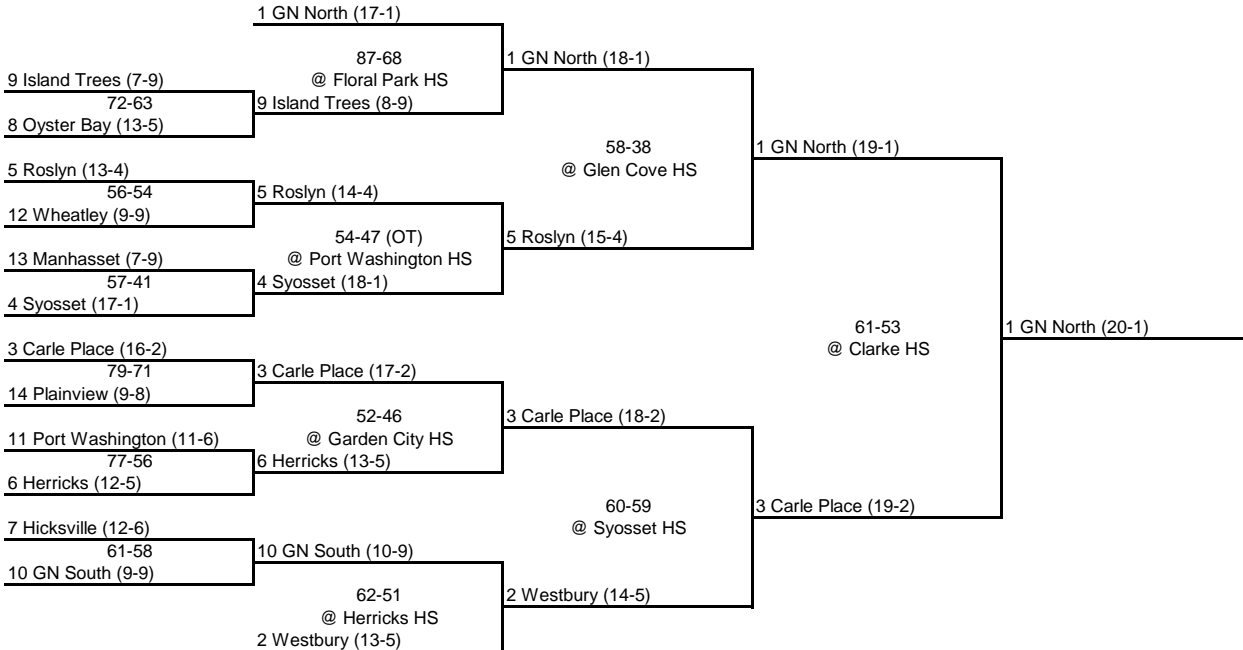 1 GN North (17-1)
87-68
@ Floral Park HS
1 GN North (18-1)
9 Island Trees (7-9)
72-63
9 Island Trees (8-9)
8 Oyster Bay (13-5)
58-38
@ Glen Cove HS
1 GN North (19-1)
5 Roslyn (13-4)
56-54
5 Roslyn (14-4)
12 Wheatley (9-9)
54-47 (OT)
@ Port Washington HS
5 Roslyn (15-4)
13 Manhasset (7-9)
57-41
4 Syosset (18-1)
4 Syosset (17-1)
61-53
@ Clarke HS
1 GN North (20-1)
3 Carle Place (16-2)
79-71
3 Carle Place (17-2)
14 Plainview (9-8)
52-46
@ Garden City HS
3 Carle Place (18-2)
11 Port Washington (11-6)
77-56
6 Herricks (13-5)
6 Herricks (12-5)
60-59
@ Syosset HS
3 Carle Place (19-2)
7 Hicksville (12-6)
61-58
10 GN South (10-9)
10 GN South (9-9)
62-51
@ Herricks HS
2 Westbury (14-5)
2 Westbury (13-5)